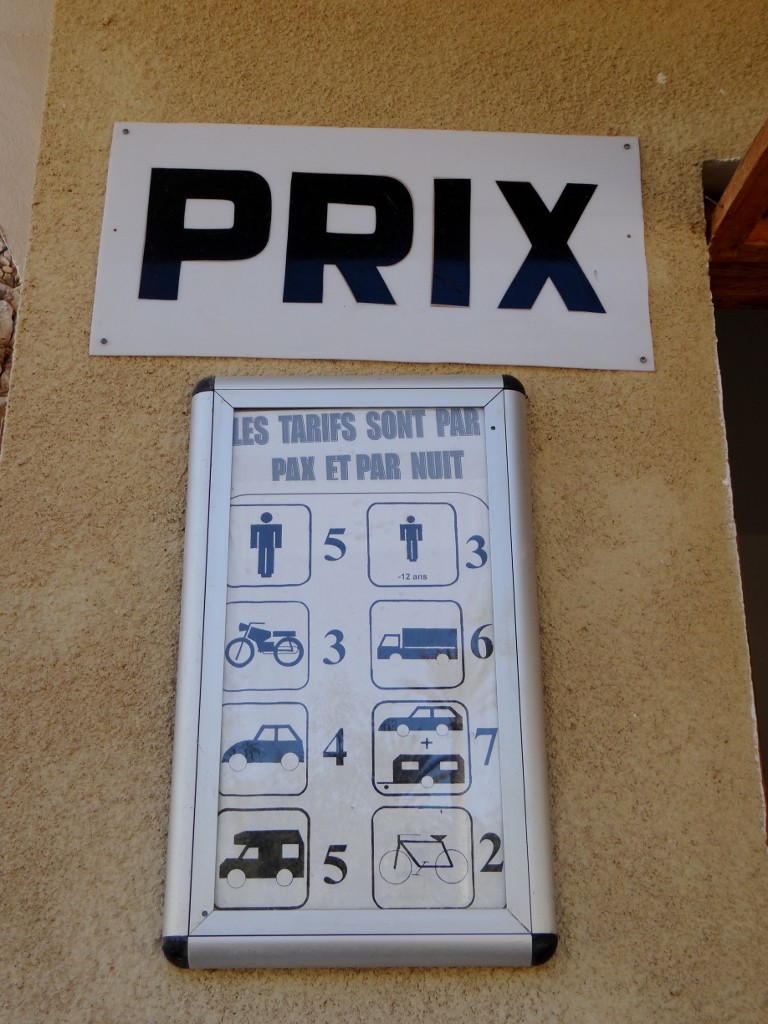 PRIX
LES TARIFS SONT PAR
PAX ET PAR NUIT
5 3
-12 ans
3 6
4 + 7
5 2